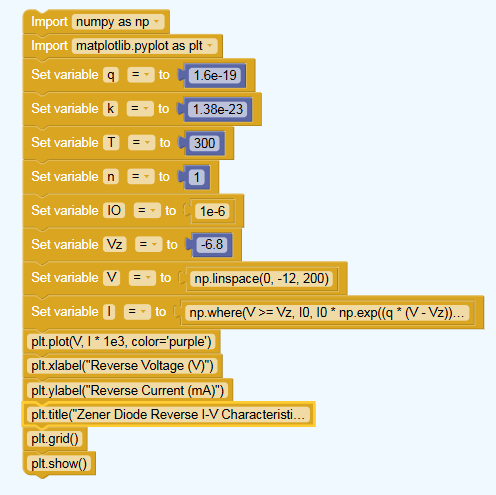 Import numpy as np
Import matplotlib.pyplot as plt
Set variable q = to 1.6e-19
Set variable k = to 1.38e-23
Set variable T = to 300
Set variable n = to 1
Set variable IO = to 1e-6
Set variable Vz = to -6.8
Set variable V = to np.linspace(0, -12, 200)
Set variable I = to np.where(V >= Vz, I0, I0 * np.exp((q * (V - Vz))...
plt.plot(V, I * 1e3, color='purple')
plt.xlabel("Reverse Voltage (V)")
plt.ylabel("Reverse Current (mA)")
plt.title("Zener Diode Reverse I-V Characteristi...
plt.grid()
plt.show()